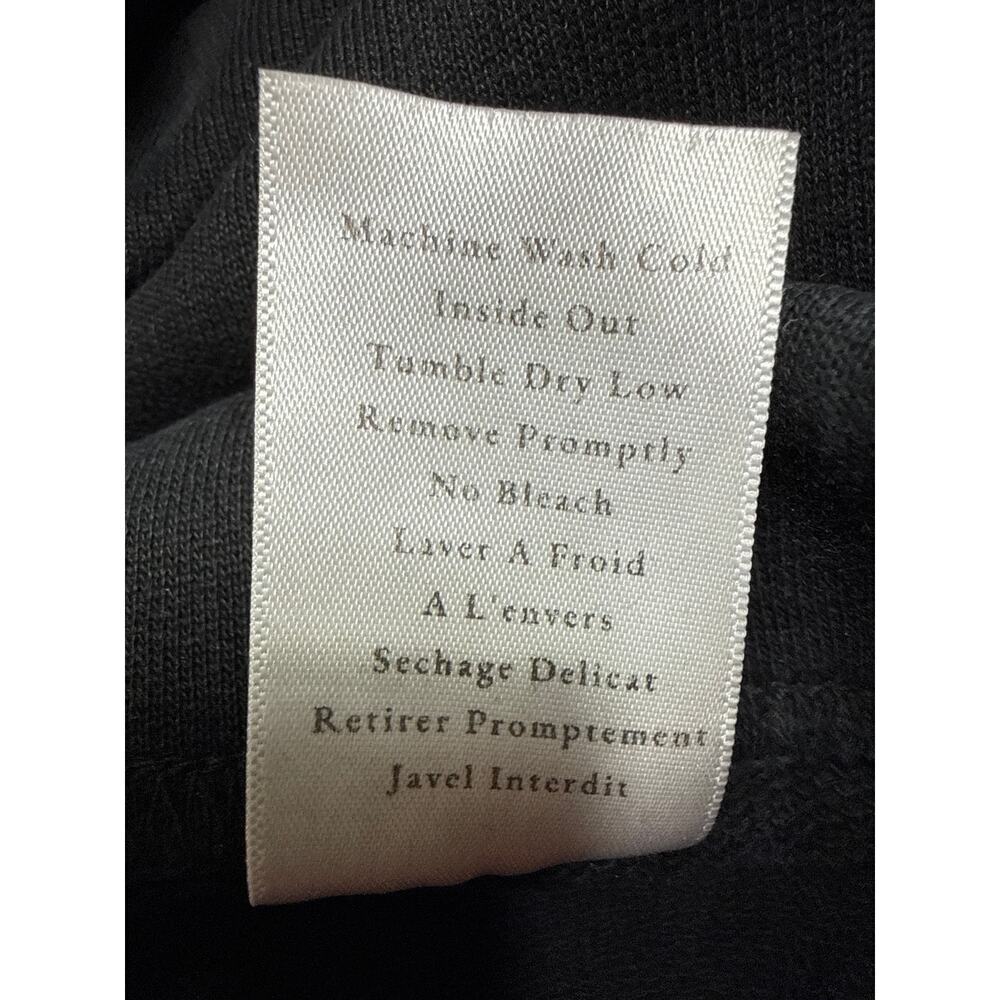 Machine Wash Cold
Inside Out
Tumble Dry Low
Remove Promptly
No Bleach
Laver A Froid
A L'envers
Sechage Delicat
Retirer Promptement
Javel Interdit